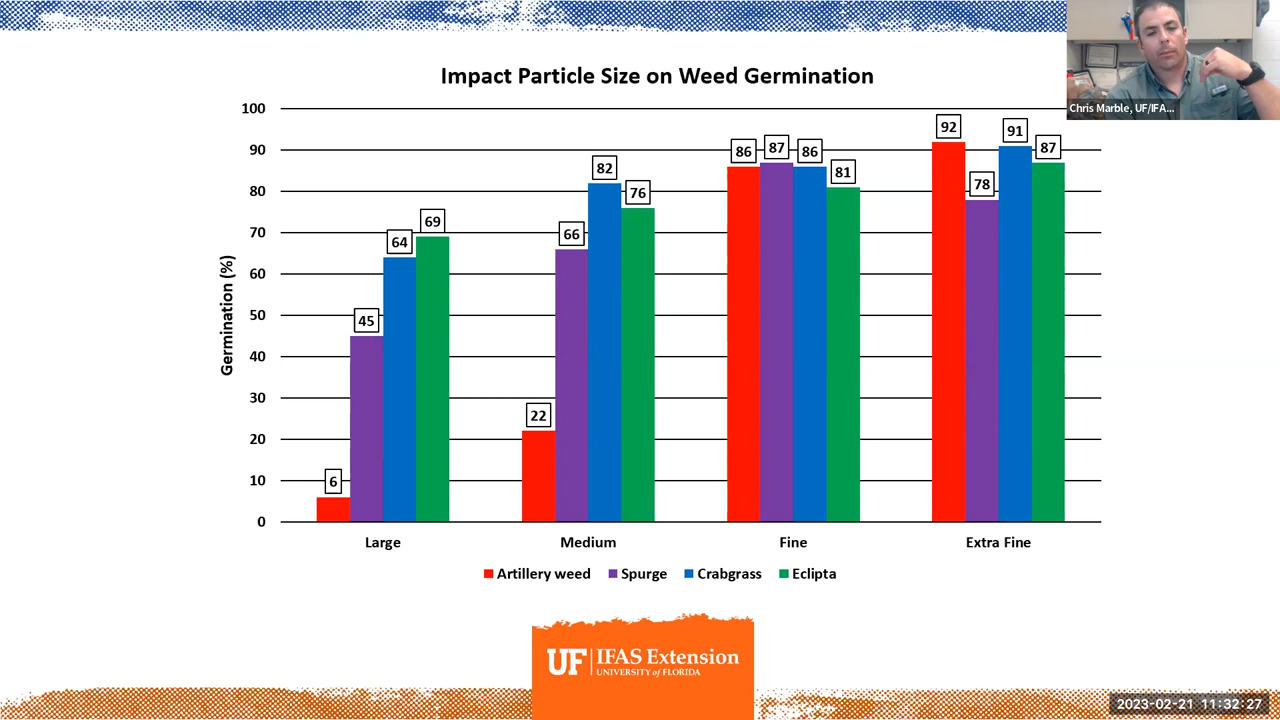 Impact Particle Size on Weed Germination
Chris Marble, UF/IFA...
Germination (%)
100
90
80
70
60
50
40
30
20
10
0
6
45
64
69
22
66
82
76
86
87
86
81
92
78
91
87
Large
Medium
Fine
Extra Fine
Artillery weed
Spurge
Crabgrass
Eclipta
UF
IFAS Extension
UNIVERSITY of FLORIDA
2023-02-21 11:32:27